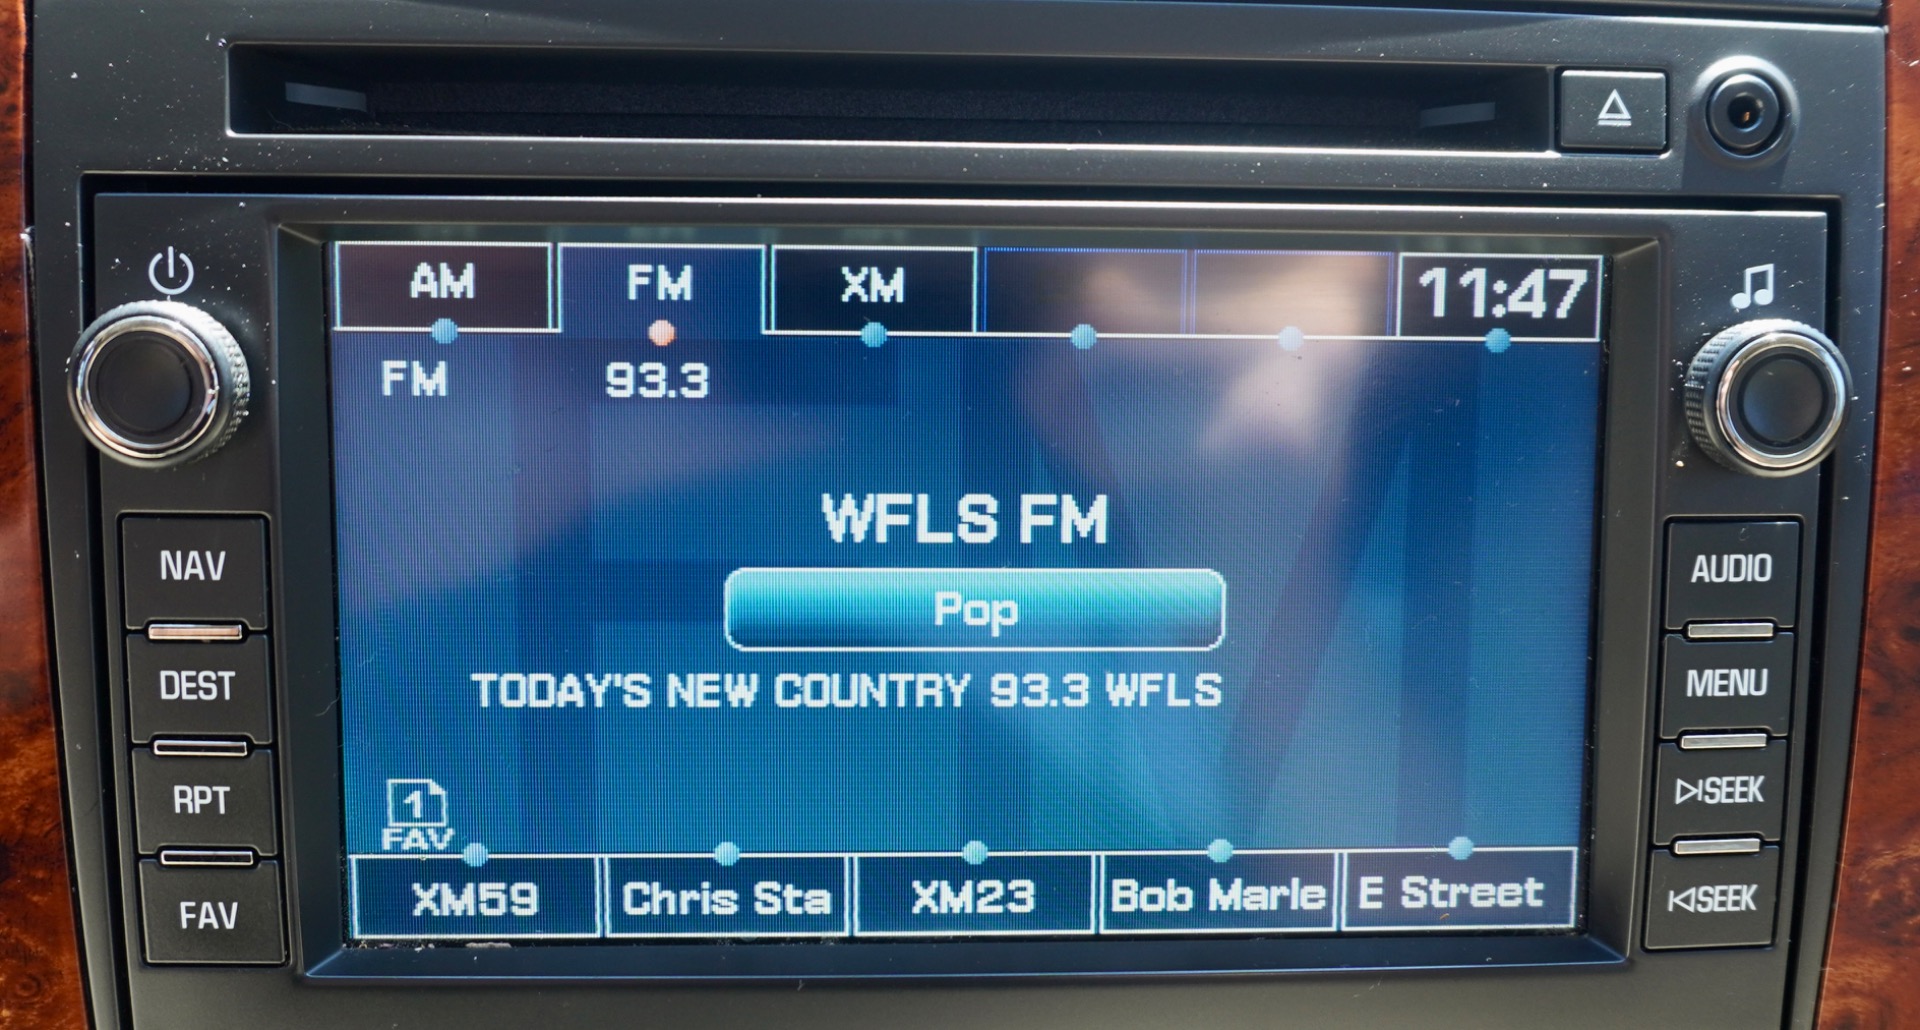 AM FM XM 11:47
FM 93.3
WFLS FM
NAV Pop AUDIO
DEST TODAY'S NEW COUNTRY 93.3 WFLS MENU
RPT 1 SEEK
FAV
FAV XM59 Chris Sta XM23 Bob Marle E Street SEEK